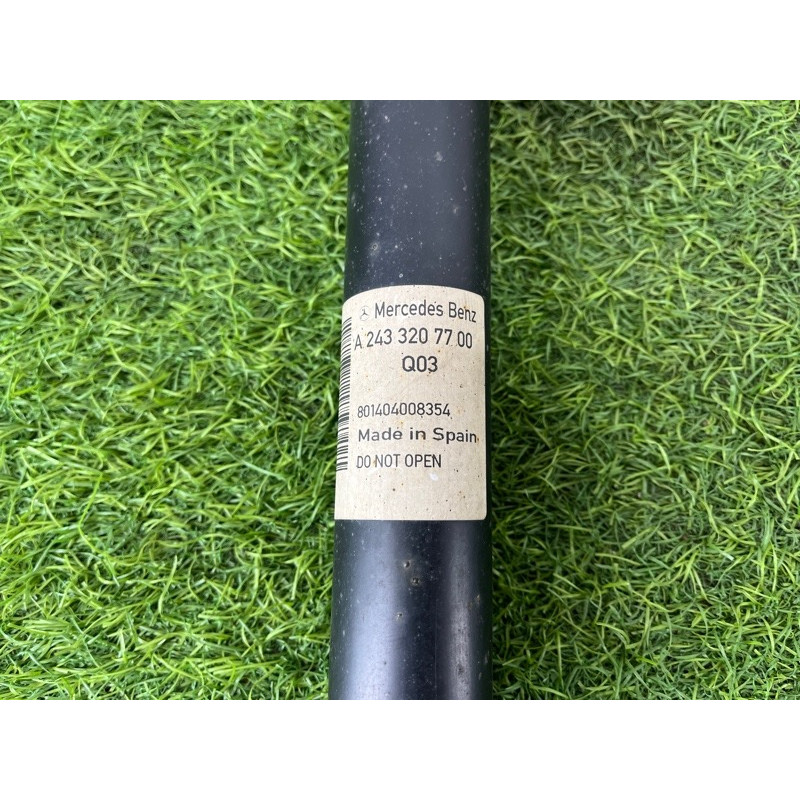 Mercedes Benz
A 243 320 77 00
Q03
801404008354
Made in Spain
DO NOT OPEN